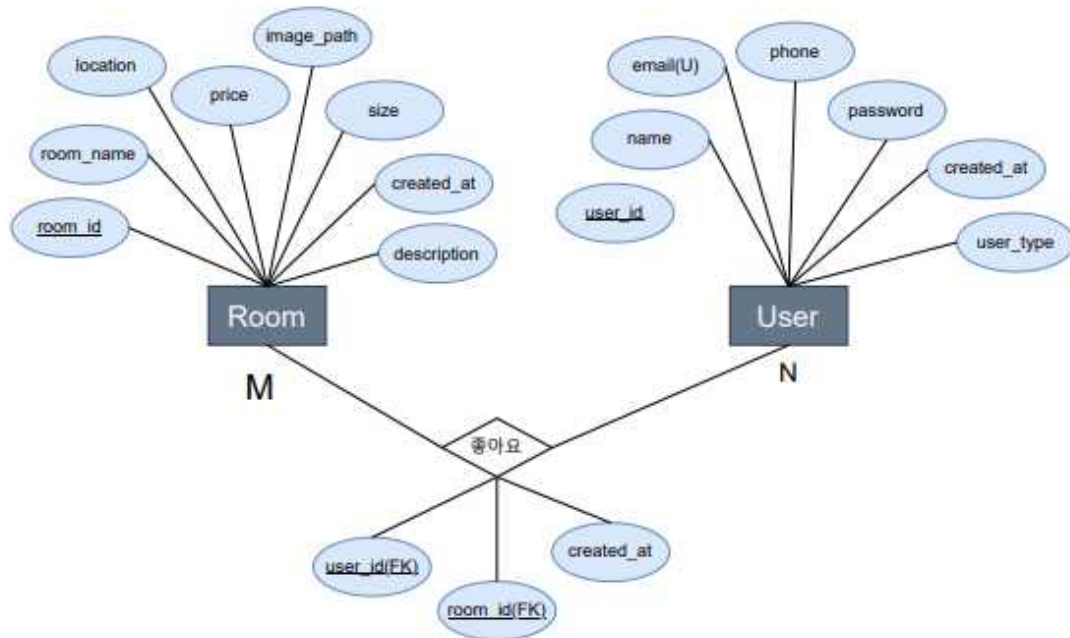 image_path
location
price
size
room_name
created_at
room_id
description
Room
M
email(U)
phone
password
name
created_at
user_id
user_type
User
N
좋아요
user_id(FK)
room_id(FK)
created_at